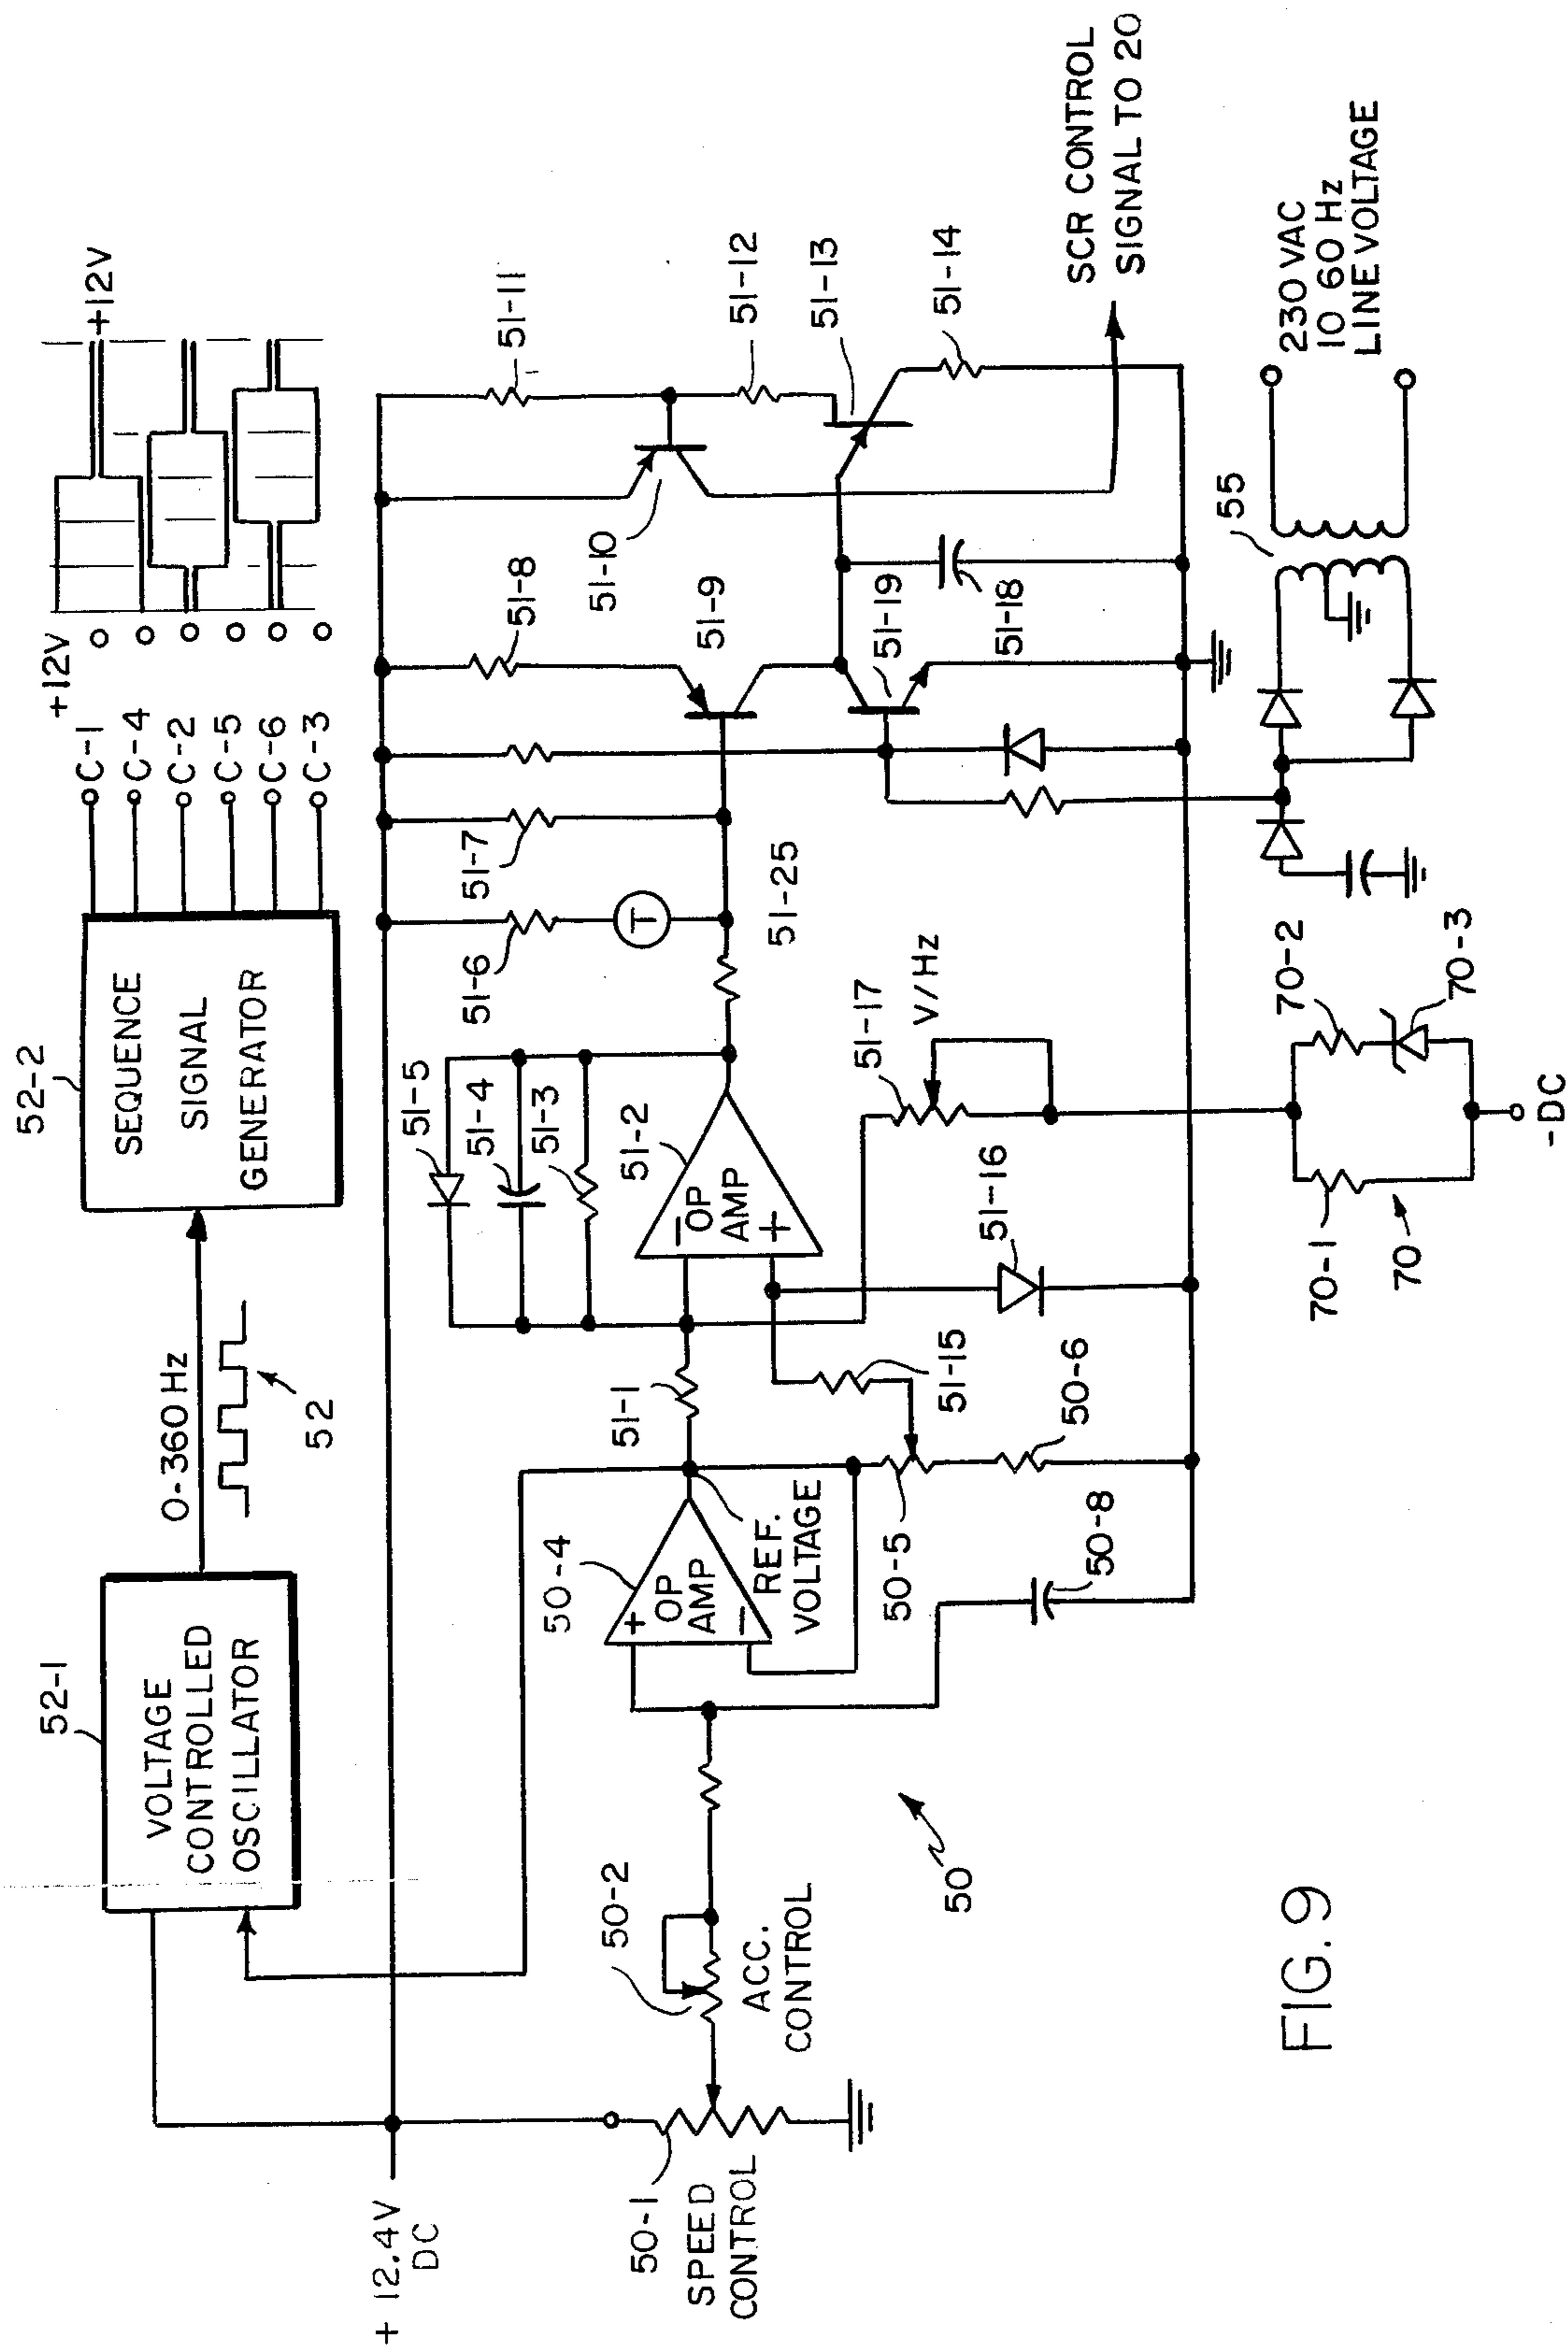 +12V
+12V
C-1
C-4
C-2
C-5
C-6
C-3
52-2
SEQUENCE
SIGNAL
GENERATOR
0-360 Hz
52
52-1
VOLTAGE
CONTROLLED
OSCILLATOR
+ 12.4V
DC
50-1
SPEED
CONTROL
50-2
ACC.
CONTROL
50
50-4
+
OP
AMP
−
REF.
VOLTAGE
50-5
50-6
50-8
51-1
51-15
51-5
51-4
51-3
51-2
−
OP
AMP
+
51-16
51-17
V/Hz
51-6
T
51-7
51-25
51-8
51-9
51-10
51-11
51-12
51-13
51-14
51-19
51-18
SCR CONTROL
SIGNAL TO 20
55
230 VAC
10 60 Hz
LINE VOLTAGE
70-2
70-3
70-1
70
-DC
FIG. 9